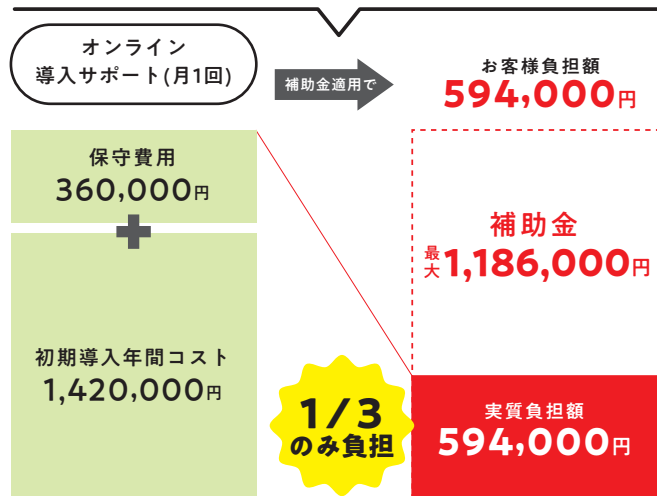 オンライン
導入サポート(月1回)
補助金適用で
お客様負担額
594,000円
保守費用
360,000円
+
初期導入年間コスト
1,420,000円
補助金
最大1,186,000円
1/3
のみ負担
実質負担額
594,000円